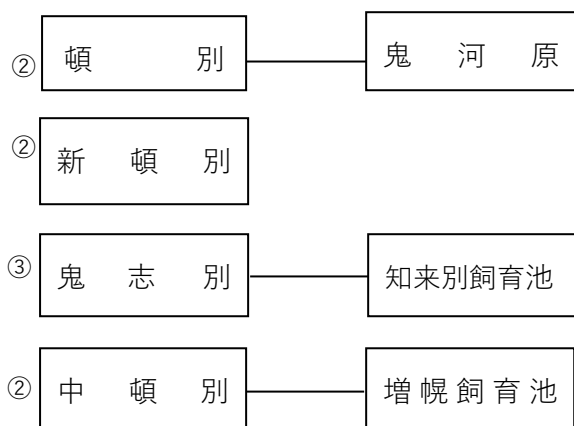 ② 頓別 鬼河原
② 新頓別
③ 鬼志別 知来別飼育池
② 中頓別 増幌飼育池